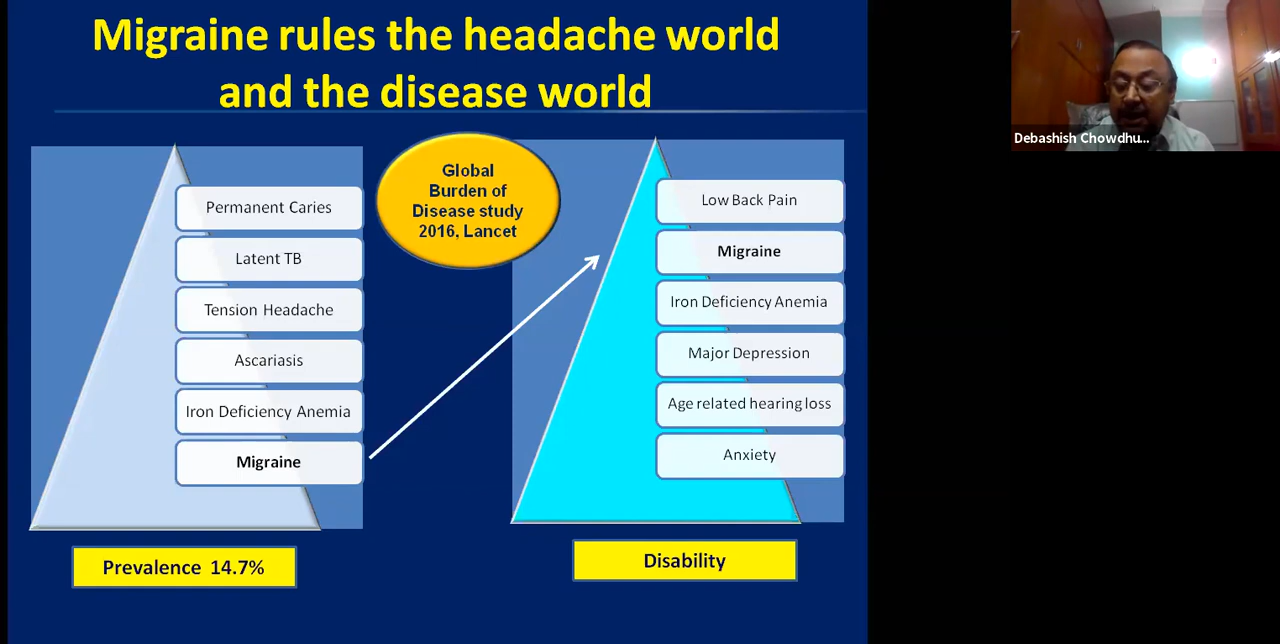 Migraine rules the headache world
and the disease world
Debashish Chowdhu...
Permanent Caries
Latent TB
Tension Headache
Ascariasis
Iron Deficiency Anemia
Migraine
Prevalence 14.7%
Global
Burden of
Disease study
2016, Lancet
Low Back Pain
Migraine
Iron Deficiency Anemia
Major Depression
Age related hearing loss
Anxiety
Disability